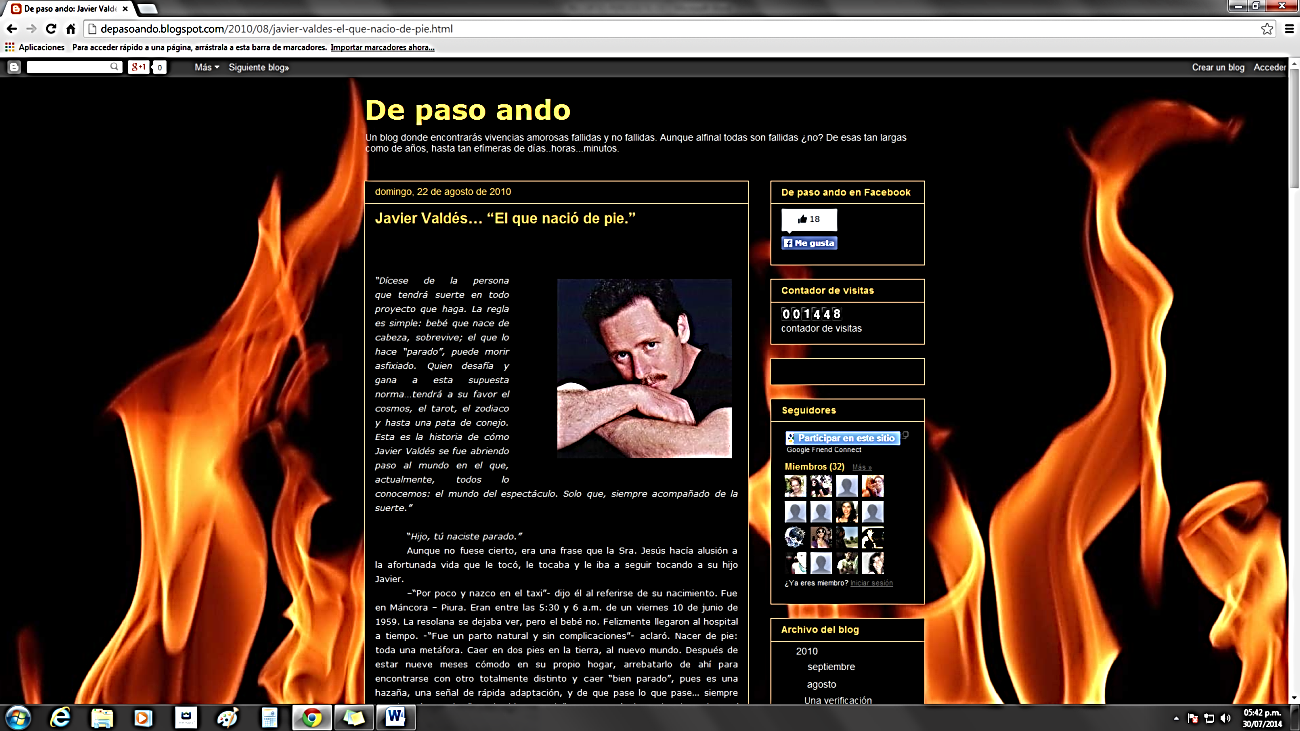 De paso ando: Javier Valdé
depasoando.blogspot.com/2010/08/javier-valdes-el-que-nacio-de-pie.html
Aplicaciones Para acceder rápido a una página, arrástrala a esta barra de marcadores. Importar marcadores ahora...
g+1 0 Más Siguiente blog» Crear un blog Acceder
De paso ando
Un blog donde encontrarás vivencias amorosas fallidas y no fallidas. Aunque alfinal todas son fallidas ¿no? De esas tan largas
como de años, hasta tan efímeras de días..horas...minutos.
domingo, 22 de agosto de 2010
Javier Valdés... “El que nació de pie.”
“Dícese de la persona
que tendrá suerte en todo
proyecto que haga. La regla
es simple: bebé que nace de
cabeza, sobrevive; el que lo
hace “parado”, puede morir
asfixiado. Quien desafía y
gana a esta supuesta
norma...tendrá a su favor el
cosmos, el tarot, el zodiaco
y hasta una pata de conejo.
Esta es la historia de cómo
Javier Valdés se fue abriendo
paso al mundo en el que,
actualmente, todos lo
conocemos: el mundo del espectáculo. Solo que, siempre acompañado de la
suerte.”
“Hijo, tú naciste parado.”
Aunque no fuese cierto, era una frase que la Sra. Jesús hacía alusión a
la afortunada vida que le tocó, le tocaba y le iba a seguir tocando a su hijo
Javier.
–“Por poco y nazco en el taxi”- dijo él al referirse de su nacimiento. Fue
en Máncora – Piura. Eran entre las 5:30 y 6 a.m. de un viernes 10 de junio de
1959. La resolana se dejaba ver, pero el bebé no. Felizmente llegaron al hospital
a tiempo. -“Fue un parto natural y sin complicaciones”- aclaró. Nacer de pie:
toda una metáfora. Caer en dos pies en la tierra, al nuevo mundo. Después de
estar nueve meses cómodo en su propio hogar, arrebatarlo de ahí para
encontrarse con otro totalmente distinto y caer “bien parado”, pues es una
hazaña, una señal de rápida adaptación, y de que pase lo que pase... siempre
De paso ando en Facebook
18
Me gusta
Contador de visitas
001448
contador de visitas
Seguidores
Participar en este sitio
Google Friend Connect
Miembros (32) Más »
¿Ya eres miembro? Iniciar sesión
Archivo del blog
2010
septiembre
agosto
Una verificación
05:42 p.m.
30/07/2014